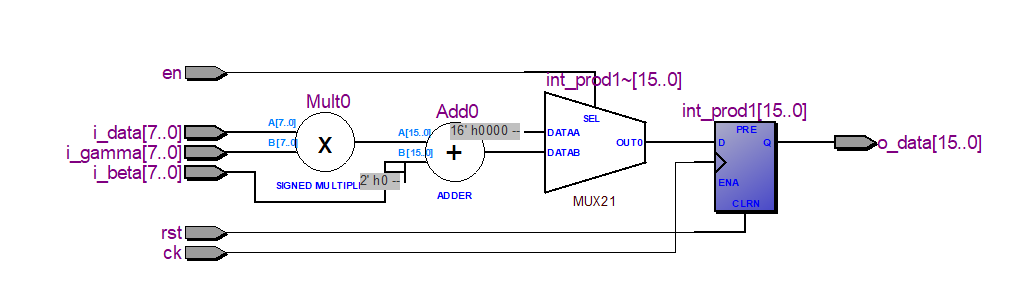 en
int_prod1~[15..0]
Mult0
Add0
int_prod1[15..0]
SEL
PRE
i_data[7..0]
A[7..0]
x
A[15..0]
16' h0000 --
DATAA
D
Q
o_data[15..0]
i_gamma[7..0]
B[7..0]
B[15..0]
+
DATAB
OUT0
i_beta[7..0]
SIGNED MULTIPLI
2' h0 --
ADDER
MUX21
ENA
CLRN
rst
ck